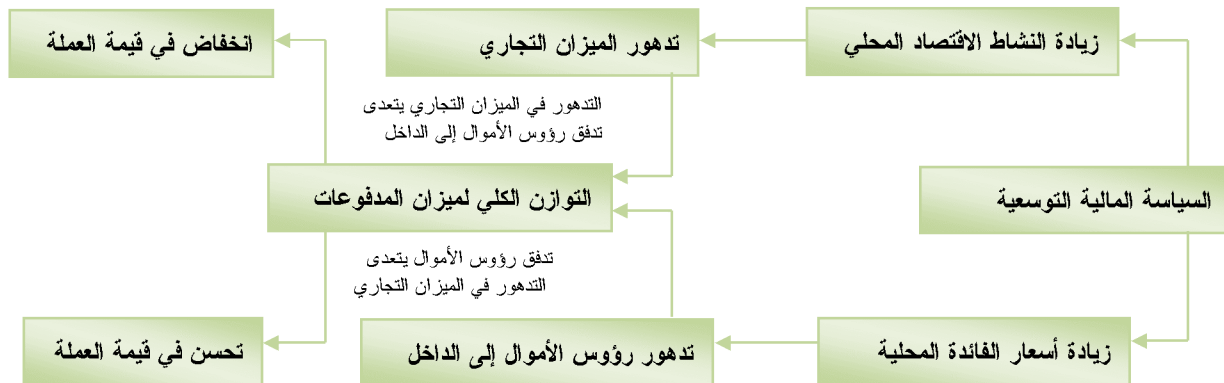 زيادة النشاط الاقتصاد المحلي
تدهور الميزان التجاري
انخفاض في قيمة العملة
التدهور في الميزان التجاري يتعدى
تدفق رؤوس الأموال إلى الداخل
السياسة المالية التوسعية
التوازن الكلي لميزان المدفوعات
تدفق رؤوس الأموال يتعدى
التدهور في الميزان التجاري
زيادة أسعار الفائدة المحلية
تدهور رؤوس الأموال إلى الداخل
تحسن في قيمة العملة